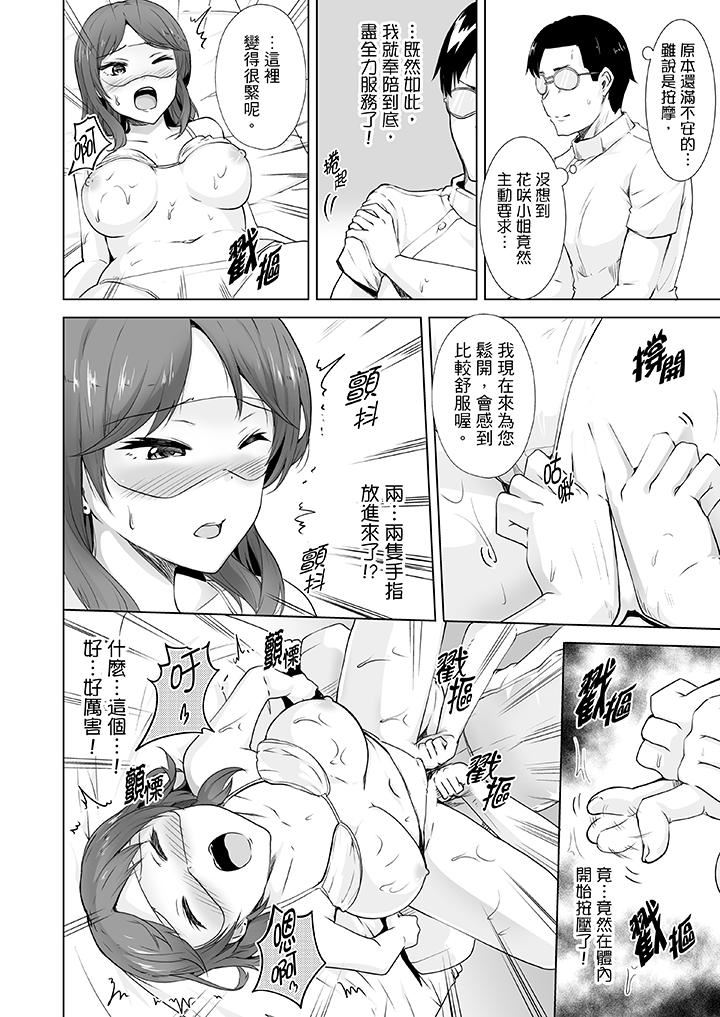 原本還滿不安的…
雖說是按摩，
沒想到
花咲小姐竟然
主動要求…
…既然如此，
我就奉陪到底，
盡全力服務了！
捲起
…這裡
變得很緊呢。
啊
戳摳
撐開
我現在來為您
鬆開，會感到
比較舒服喔。
咕啾
顫抖
兩…兩隻手指
放進來了!?
顫抖
戳摳
竟…竟然在體內
開始按壓了！
戳摳
戳摳
戳摳
顫慄
呀
什麼…這個…！
好…好厲害！
顫慄
嗯啊